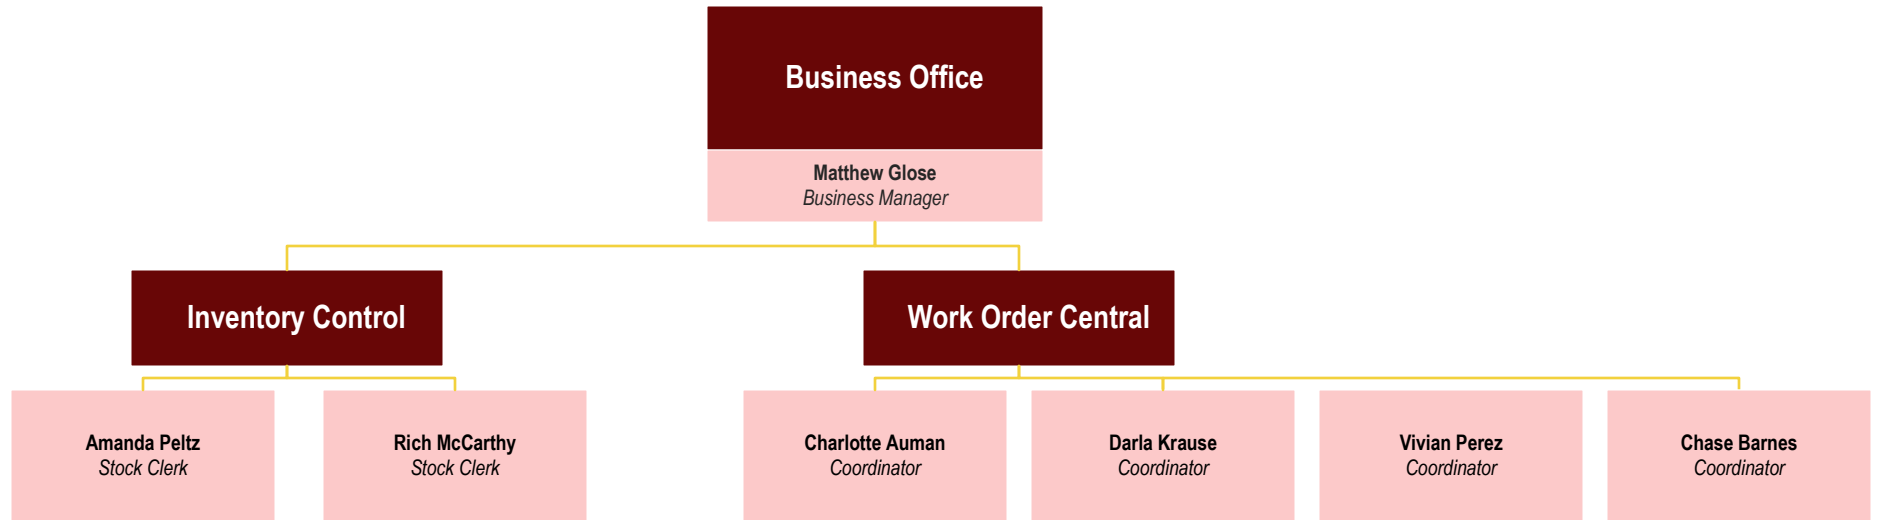 Business Office
Matthew Glose
Business Manager
Inventory Control
Work Order Central
Amanda Peltz
Stock Clerk
Rich McCarthy
Stock Clerk
Charlotte Auman
Coordinator
Darla Krause
Coordinator
Vivian Perez
Coordinator
Chase Barnes
Coordinator